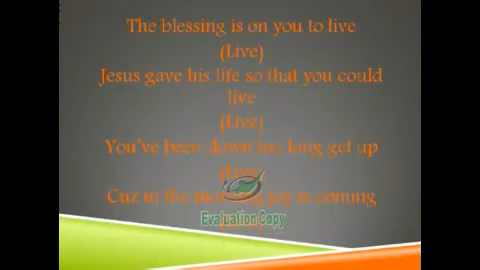 The blessing is on you to live
(Live)
Jesus gave his life so that you could
live
(Live)
You've been down too long get up
(Live)
Cuz in the morning joy is coming
Evaluation Copy